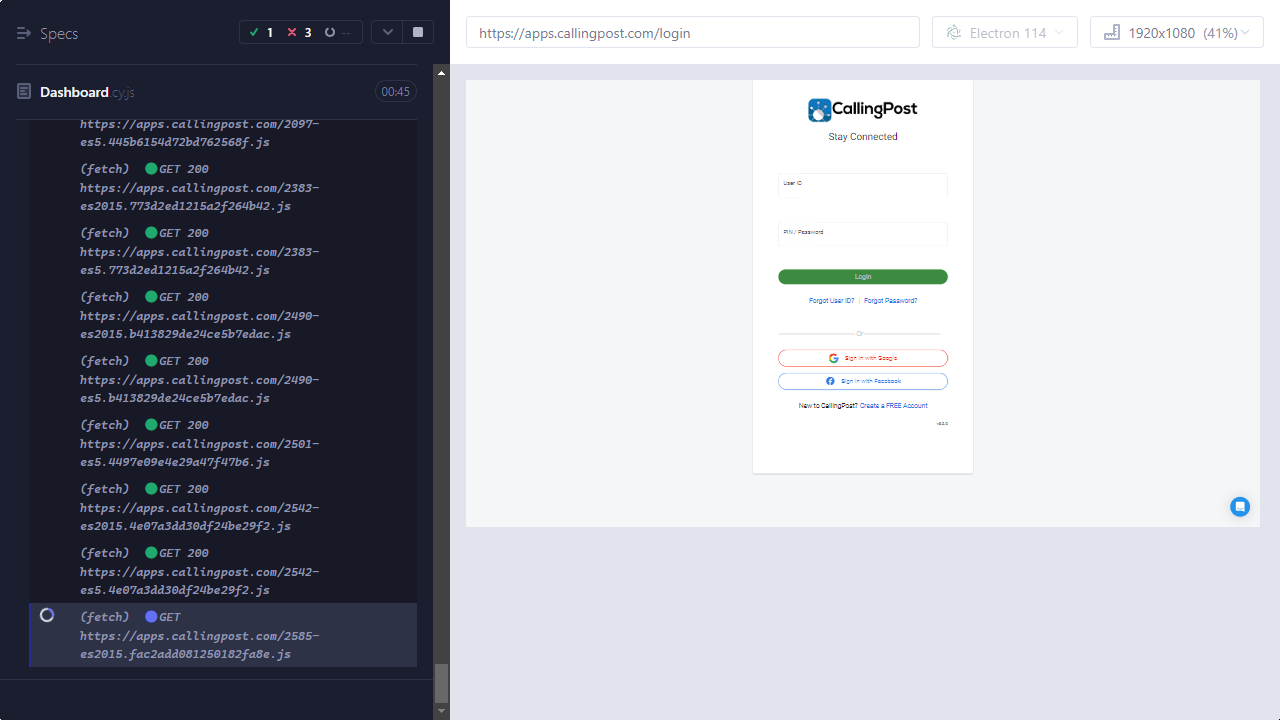 Specs
1
3
--
https://apps.callingpost.com/login
Electron 114
1920x1080 (41%)
Dashboard.cy.js
00:45
https://apps.callingpost.com/2097-
es5.445b6154d72bd762568f.js
(fetch) GET 200
https://apps.callingpost.com/2383-
es2015.773d2ed1215a2f264b42.js
(fetch) GET 200
https://apps.callingpost.com/2383-
es5.773d2ed1215a2f264b42.js
(fetch) GET 200
https://apps.callingpost.com/2490-
es2015.b413829de24ce5b7edac.js
(fetch) GET 200
https://apps.callingpost.com/2490-
es5.b413829de24ce5b7edac.js
(fetch) GET 200
https://apps.callingpost.com/2501-
es5.4497e09e4e29a47f47b6.js
(fetch) GET 200
https://apps.callingpost.com/2542-
es2015.4e07a3dd30df24be29f2.js
(fetch) GET 200
https://apps.callingpost.com/2542-
es5.4e07a3dd30df24be29f2.js
(fetch) GET
https://apps.callingpost.com/2585-
es2015.fac2add081250182fa8e.js
CallingPost
Stay Connected
User ID
PIN / Password
Login
Forgot User ID? | Forgot Password?
Or
Sign in with Google
Sign in with Facebook
New to CallingPost? Create a FREE Account